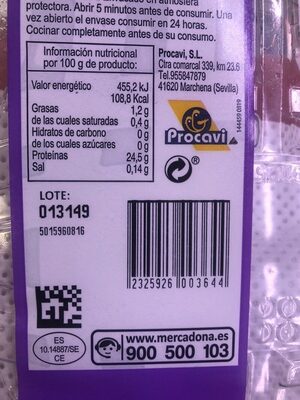 protectora. Abrir 5 minutos antes de consumir. Una
vez abierto el envase consumir en 24 horas.
Cocinar completamente antes de su consumo.
Información nutricional
por 100 g de producto:
Valor energético 455,2 kJ
108,8 Kcal
Grasas 1,2 g
de las cuales saturadas 0,4 g
Hidratos de carbono 0 g
de los cuales azúcares 0 g
Proteínas 24,5 g
Sal 0,14 g
Procavi, S.L.
Ctra comarcal 339, km 23.6
Tel.955847879
41620 Marchena (Sevilla)
Procavi
LOTE:
013149
5015960816
2325926 003644
ES
10.14887/SE
CE
www.mercadona.es
900 500 103